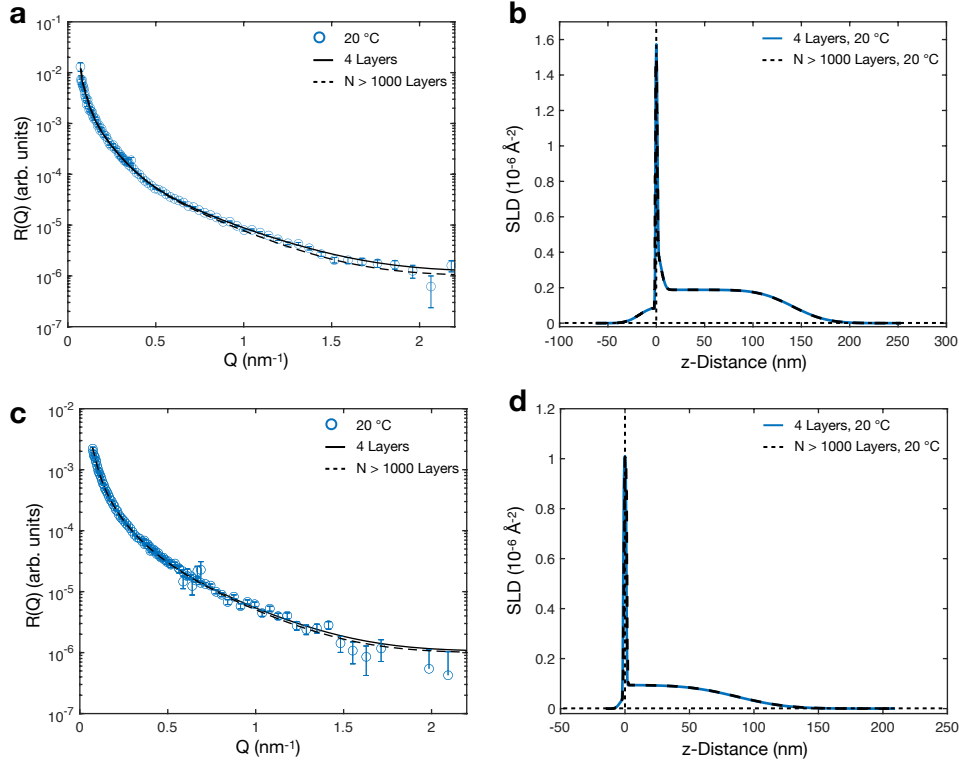 a
10⁻¹
10⁻²
10⁻³
10⁻⁴
10⁻⁵
10⁻⁶
10⁻⁷
R(Q) (arb. units)
20 °C
4 Layers
N > 1000 Layers
0
0.5
1
1.5
2
Q (nm⁻¹)
b
1.6
1.4
1.2
1
0.8
0.6
0.4
0.2
0
SLD (10⁻⁶ Å⁻²)
4 Layers, 20 °C
N > 1000 Layers, 20 °C
-100
-50
0
50
100
150
200
250
300
z-Distance (nm)
c
10⁻²
10⁻³
10⁻⁴
10⁻⁵
10⁻⁶
10⁻⁷
R(Q) (arb. units)
20 °C
4 Layers
N > 1000 Layers
0
0.5
1
1.5
2
Q (nm⁻¹)
d
1.2
1
0.8
0.6
0.4
0.2
0
SLD (10⁻⁶ Å⁻²)
4 Layers, 20 °C
N > 1000 Layers, 20 °C
-50
0
50
100
150
200
250
z-Distance (nm)